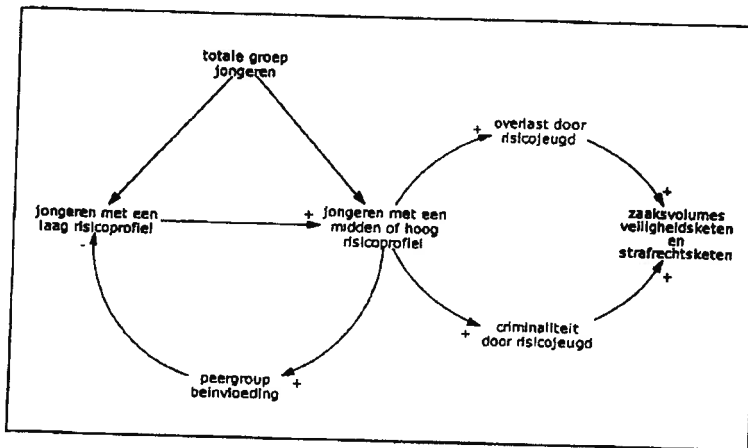 totale groep
jongeren
+ overlast door
risicojeugd
jongeren met een
laag risicoprofiel
-
+ jongeren met een
midden of hoog
risicoprofiel
+
zaaksvolumes
veiligheidsketen
en
strafrechtsketen
+
criminaliteit
+ door risicojeugd
peergroup +
beinvloeding